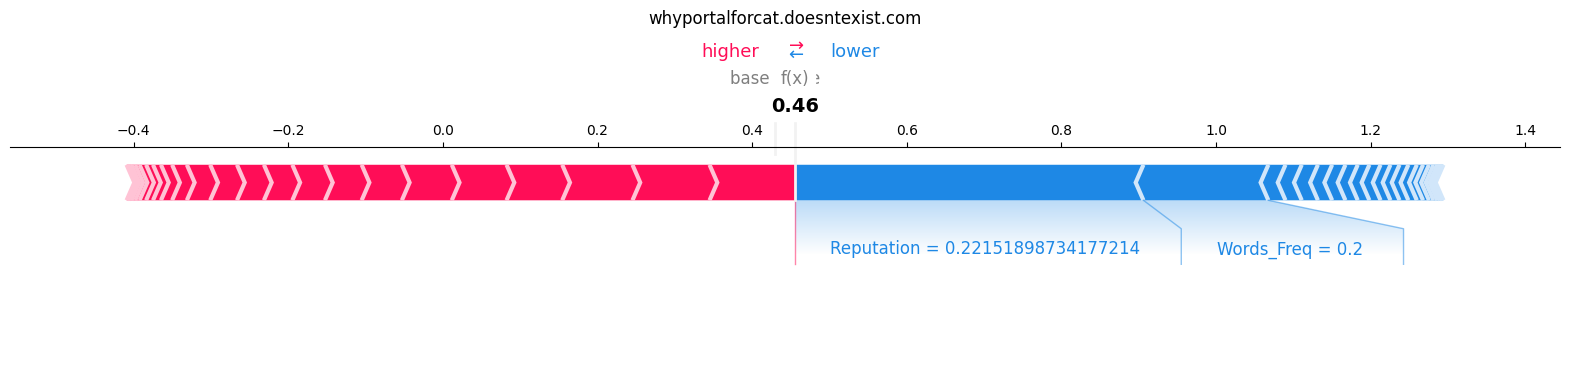 whyportalforcat.doesntexist.com
higher ⇄ lower
base f(x) e
0.46
−0.4 −0.2 0.0 0.2 0.4 0.6 0.8 1.0 1.2 1.4
Reputation = 0.22151898734177214 Words_Freq = 0.2